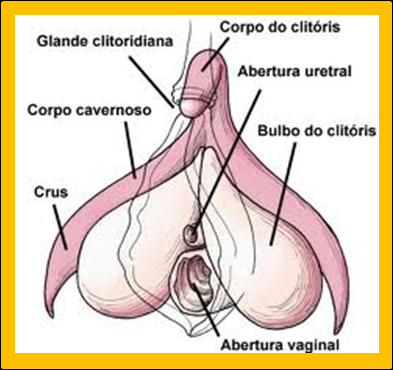 Corpo do clitóris
Glande clitoridiana
Abertura uretral
Corpo cavernoso
Bulbo do clitóris
Crus
Abertura vaginal